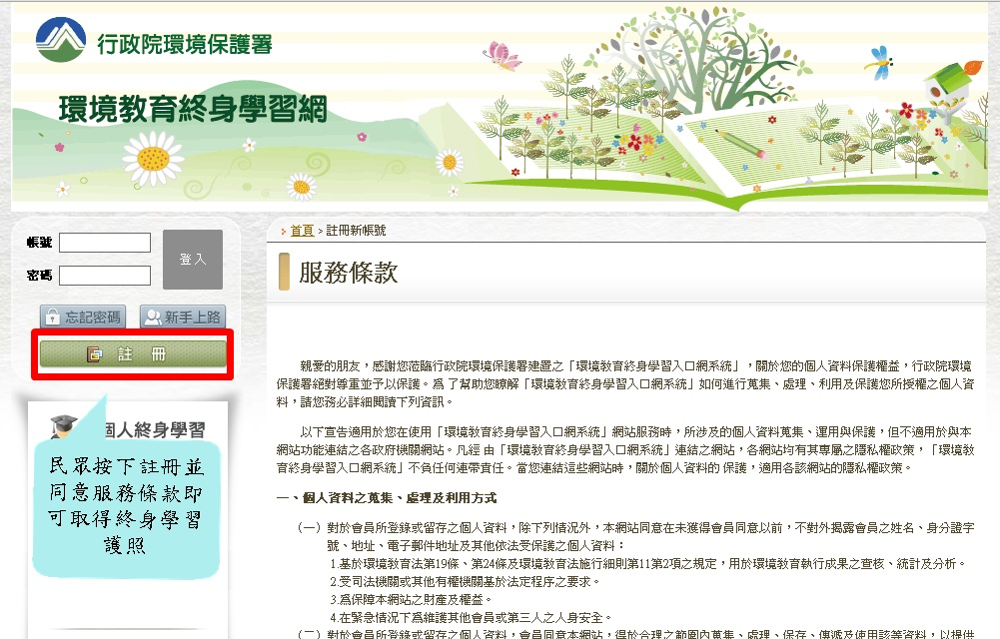 行政院環境保護署
環境教育終身學習網
帳號
密碼
登入
忘記密碼
新手上路
註 冊
個人終身學習
民眾按下註冊並
同意服務條款即
可取得終身學習
護照
首頁 > 註冊新帳號
服務條款
親愛的朋友，感謝您蒞臨行政院環境保護署建置之「環境教育終身學習入口網系統」，關於您的個人資料保護權益，行政院環境
保護署絕對尊重並予以保護。為 了幫助您瞭解「環境教育終身學習入口網系統」如何進行蒐集、處理、利用及保護您所授權之個人資
料，請您務必詳細閱讀下列資訊。
以下宣告適用於您在使用「環境教育終身學習入口網系統」網站服務時，所涉及的個人資料蒐集、運用與保護，但不適用於與本
網站功能連結之各政府機關網站。凡經 由「環境教育終身學習入口網系統」連結之網站，各網站均有其專屬之隱私權政策，「環境教
育終身學習入口網系統」不負任何連帶責任。當您連結這些網站時，關於個人資料的 保護，適用各該網站的隱私權政策。
一、個人資料之蒐集、處理及利用方式
（一）對於會員所登錄或留存之個人資料，除下列情況外，本網站同意在未獲得會員同意以前，不對外揭露會員之姓名、身分證字
號、地址、電子郵件地址及其他依法受保護之個人資料：
1.基於環境教育法第19條、第24條及環境教育法施行細則第11第2項之規定，用於環境教育執行成果之查核、統計及分析。
2.受司法機關或其他有權機關基於法定程序之要求。
3.為保障本網站之財產及權益。
4.在緊急情況下為維護其他會員或第三人之人身安全。
（二）對於會員所登錄或留存之個人資料，會員同意本網站，得於合理之範圍內蒐集、處理、保存、傳遞及使用該等資料，以提供